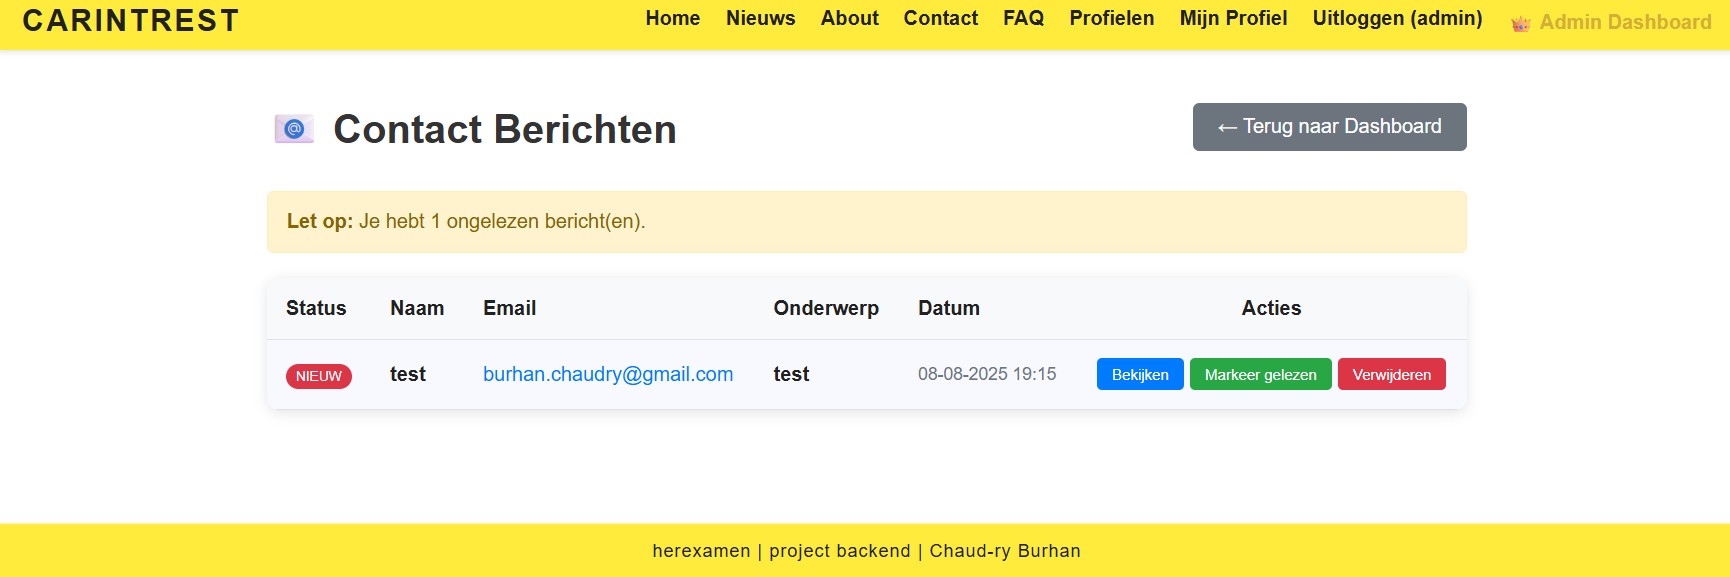 CARINTREST Home Nieuws About Contact FAQ Profielen Mijn Profiel Uitloggen (admin) Admin Dashboard
Contact Berichten ← Terug naar Dashboard
Let op: Je hebt 1 ongelezen bericht(en).
Status Naam Email Onderwerp Datum Acties
NIEUW test burhan.chaudry@gmail.com test 08-08-2025 19:15 Bekijken Markeer gelezen Verwijderen
herexamen | project backend | Chaud-ry Burhan